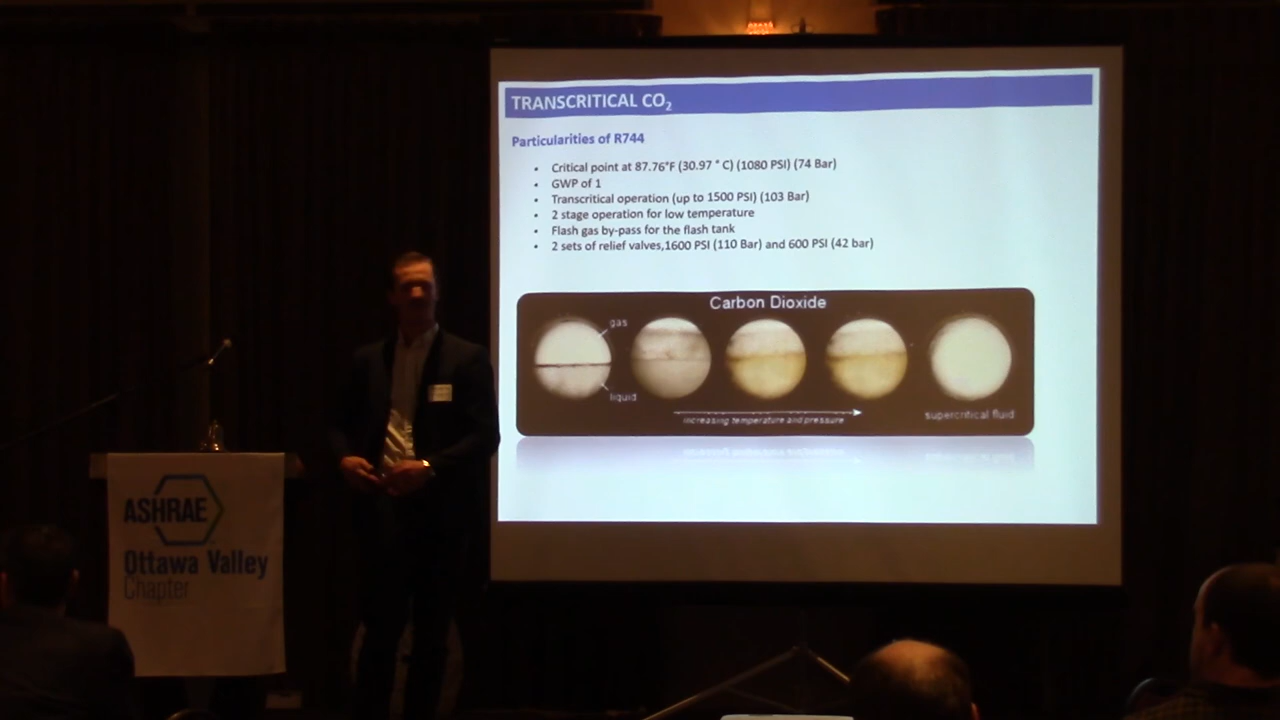 TRANSCRITICAL CO₂
Particularities of R744
• Critical point at 87.76°F (30.97 ° C) (1080 PSI) (74 Bar)
• GWP of 1
• Transcritical operation (up to 1500 PSI) (103 Bar)
• 2 stage operation for low temperature
• Flash gas by-pass for the flash tank
• 2 sets of relief valves,1600 PSI (110 Bar) and 600 PSI (42 bar)
Carbon Dioxide
gas
liquid
increasing temperature and pressure
supercritical fluid
ASHRAE
Ottawa Valley
Chapter